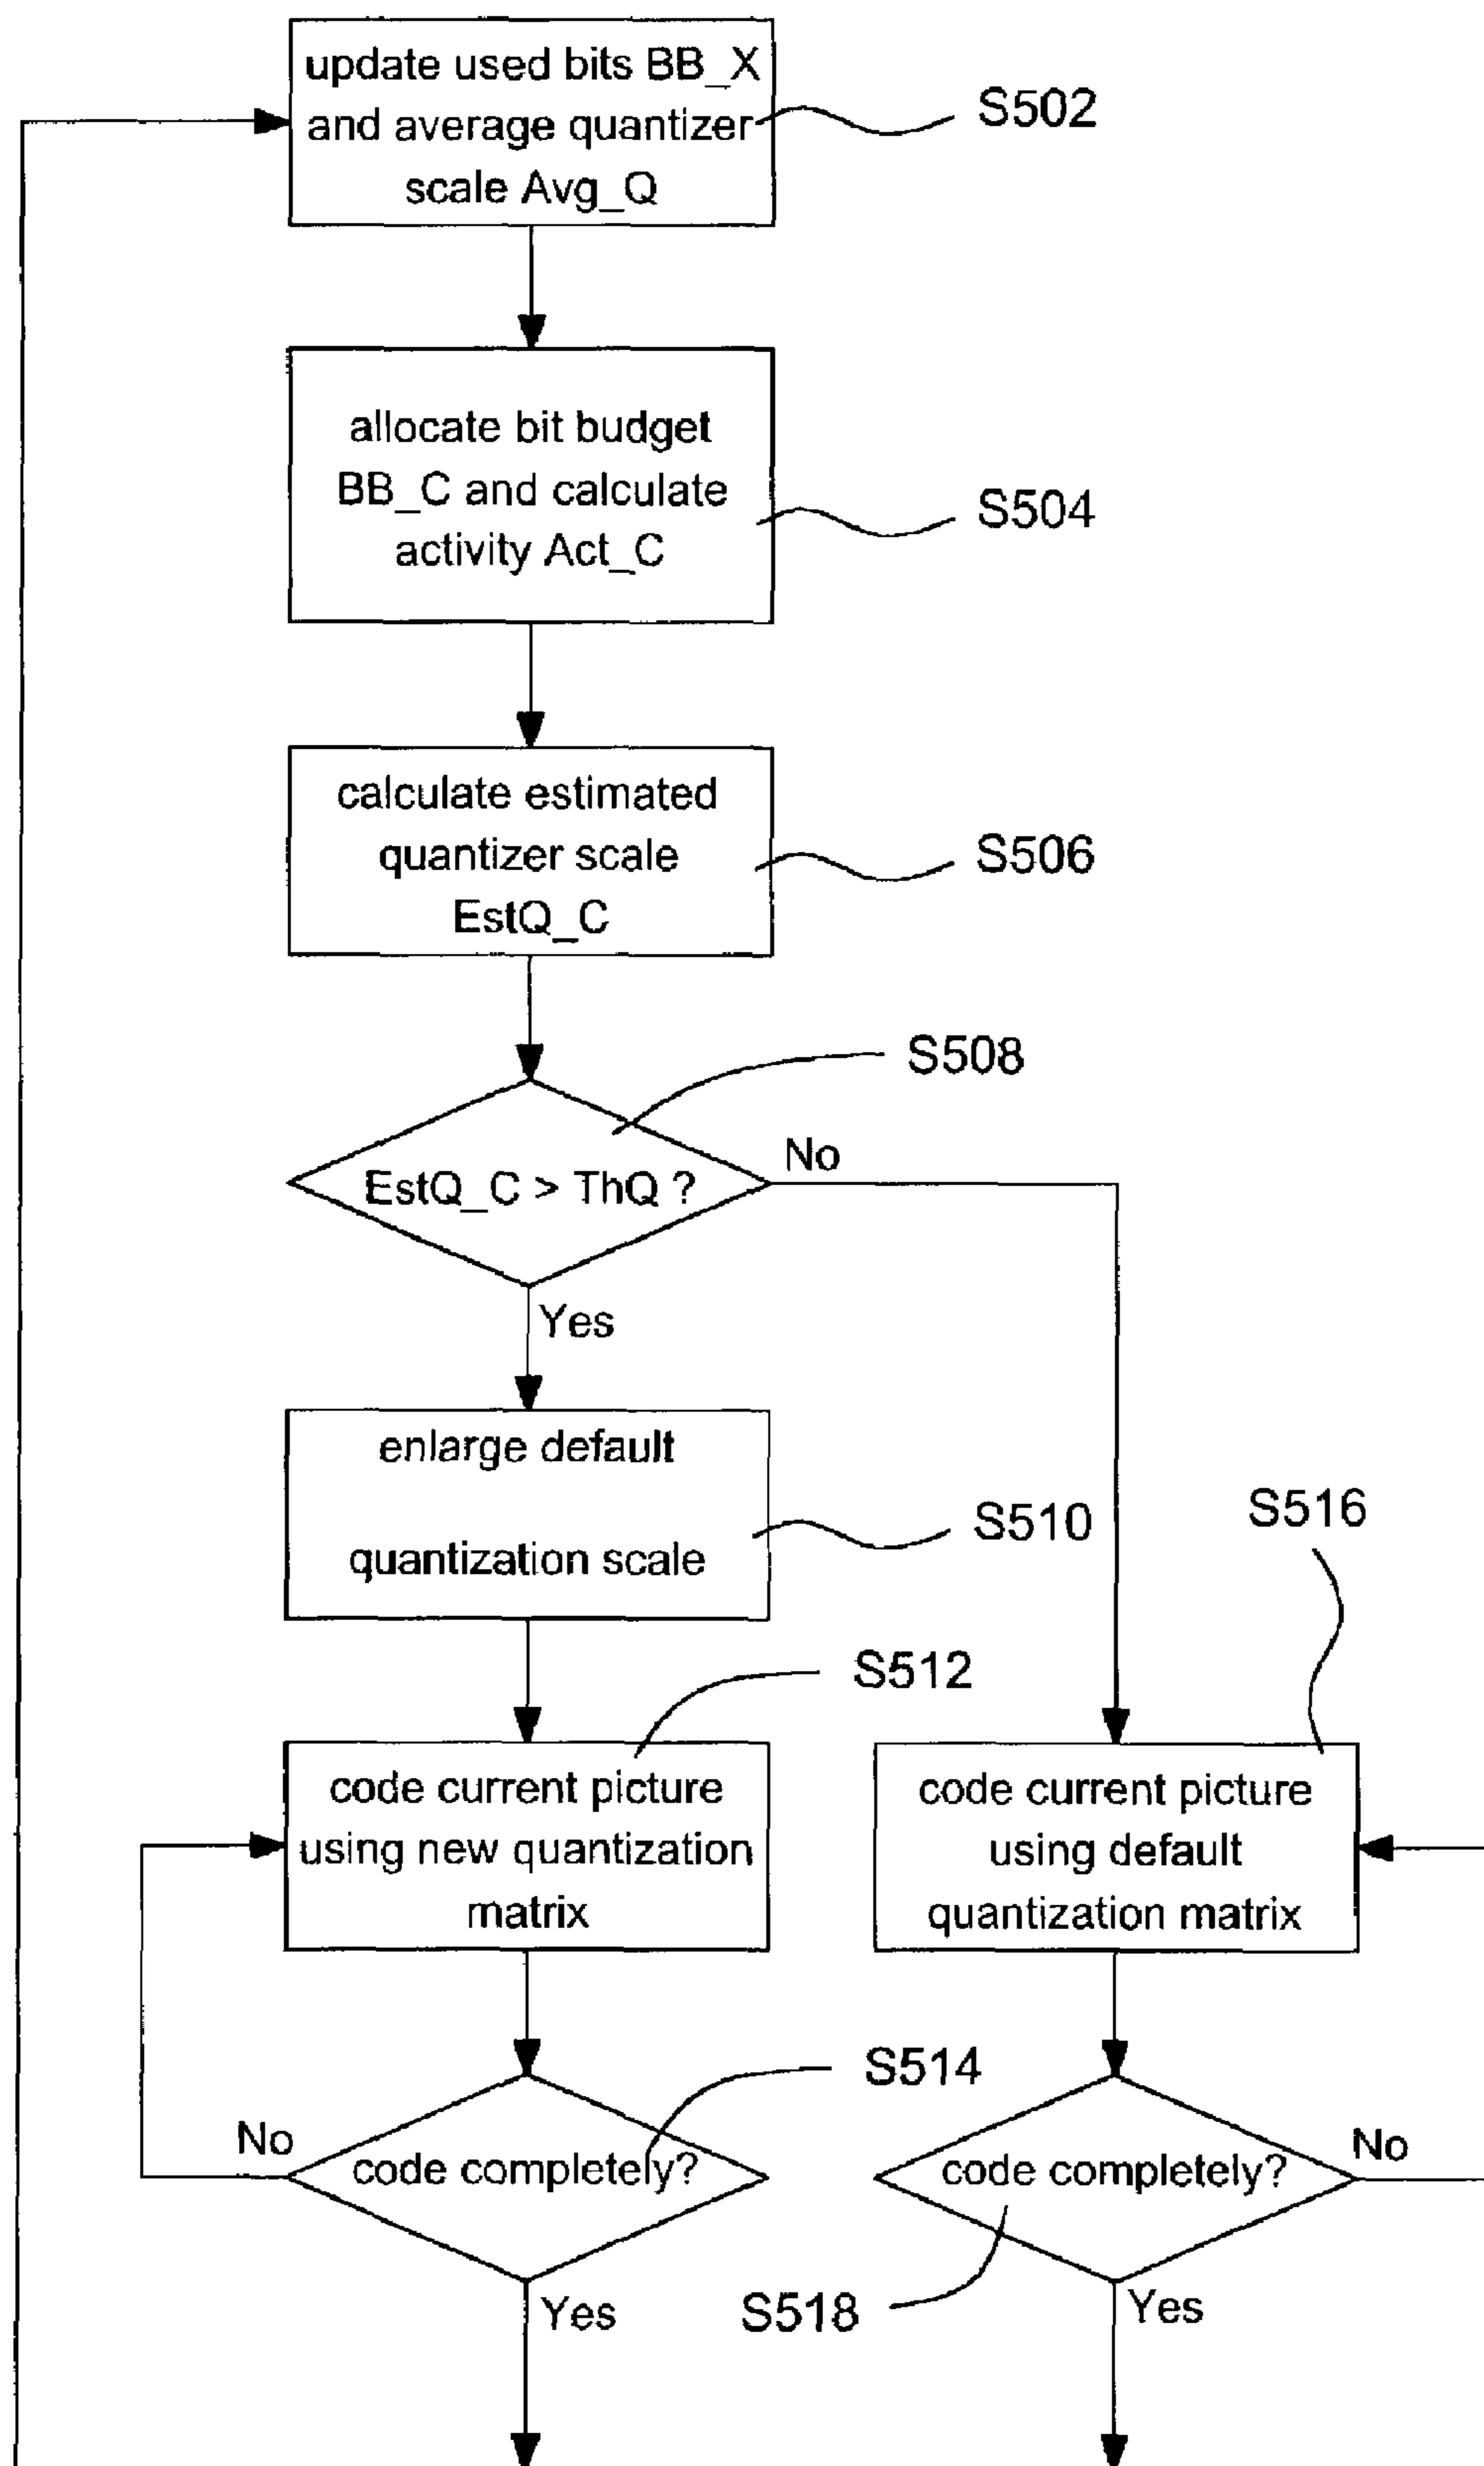 update used bits BB_X
and average quantizer
scale Avg_Q
S502
allocate bit budget
BB_C and calculate
activity Act_C
S504
calculate estimated
quantizer scale
EstQ_C
S506
S508
EstQ_C > ThQ ?
No
Yes
enlarge default
quantization scale
S510
S516
S512
code current picture
using new quantization
matrix
code current picture
using default
quantization matrix
S514
No
code completely?
code completely?
No
S518
Yes
Yes